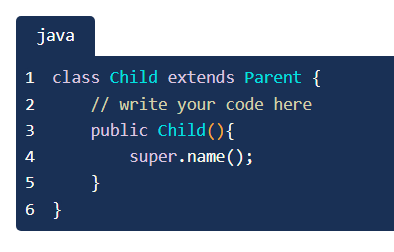 java
1 class Child extends Parent {
2     // write your code here
3     public Child(){
4         super.name();
5     }
6 }